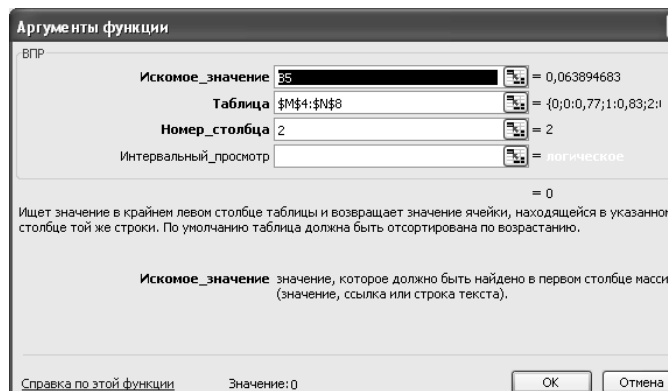 Аргументы функции
ВПР
Искомое_значение B5 = 0,063894683
Таблица $M$4:$N$8 = {0;0:0,77;1:0,83;2:
Номер_столбца 2 = 2
Интервальный_просмотр = логическое
= 0
Ищет значение в крайнем левом столбце таблицы и возвращает значение ячейки, находящейся в указанном
столбце той же строки. По умолчанию таблица должна быть отсортирована по возрастанию.
Искомое_значение значение, которое должно быть найдено в первом столбце масси
(значение, ссылка или строка текста).
Справка по этой функции Значение:0 ОК Отмена